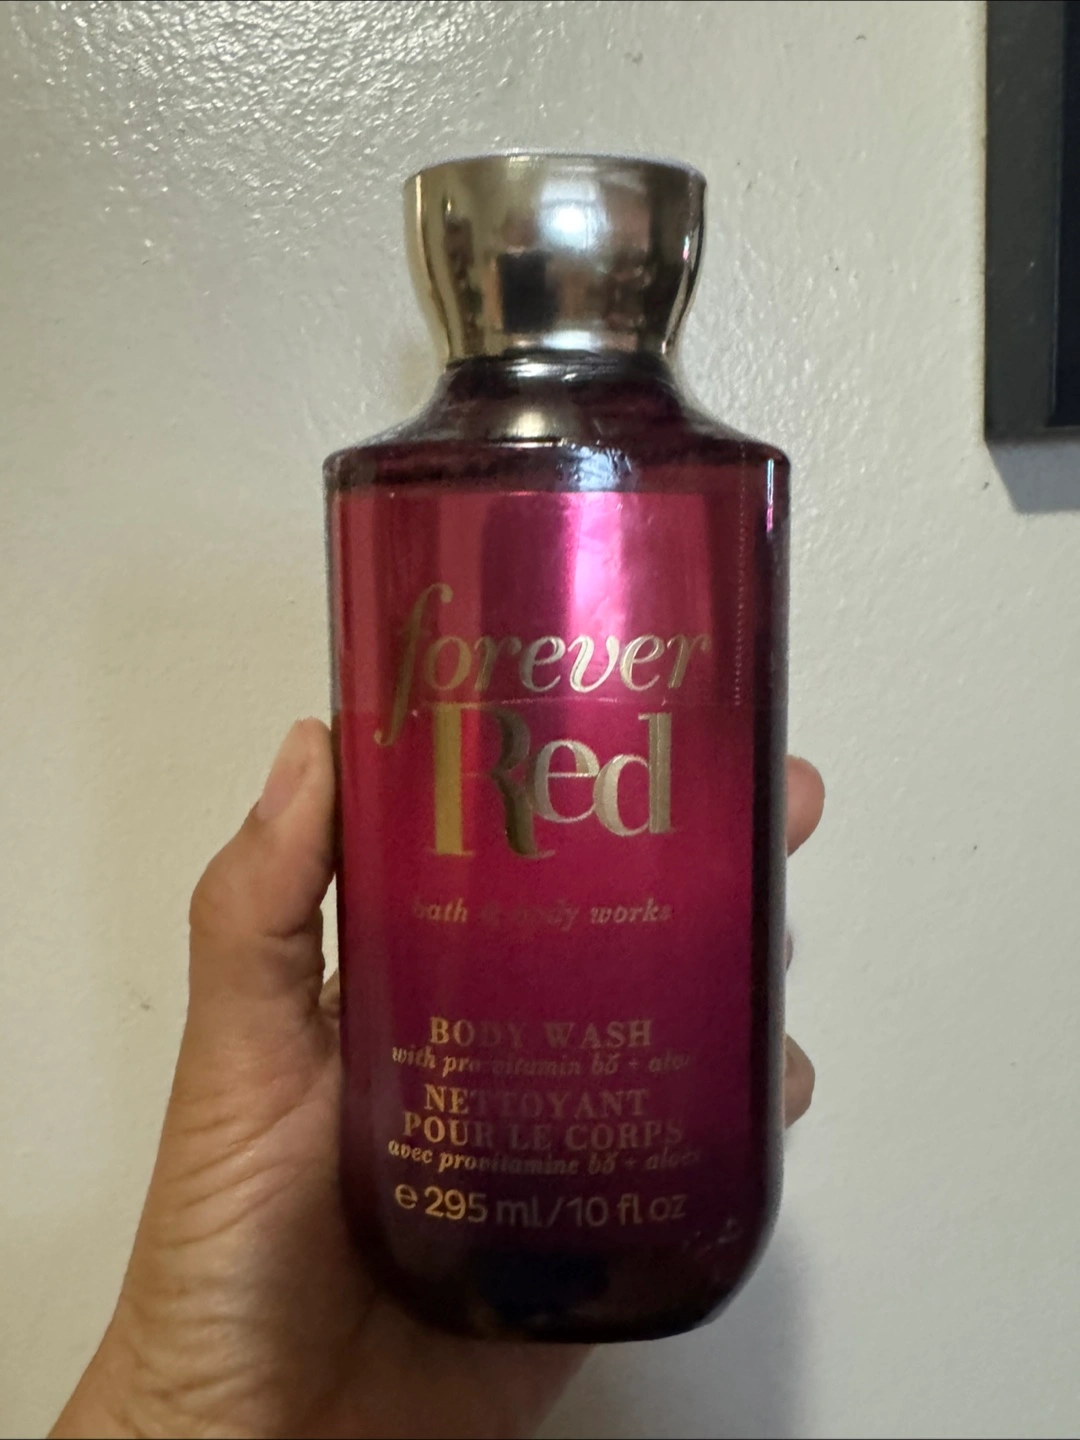 forever
Red
bath & body works
BODY WASH
with pro-vitamin b5 + aloe
NETTOYANT
POUR LE CORPS
avec provitamine b5 + aloès
e 295 ml/10 fl oz